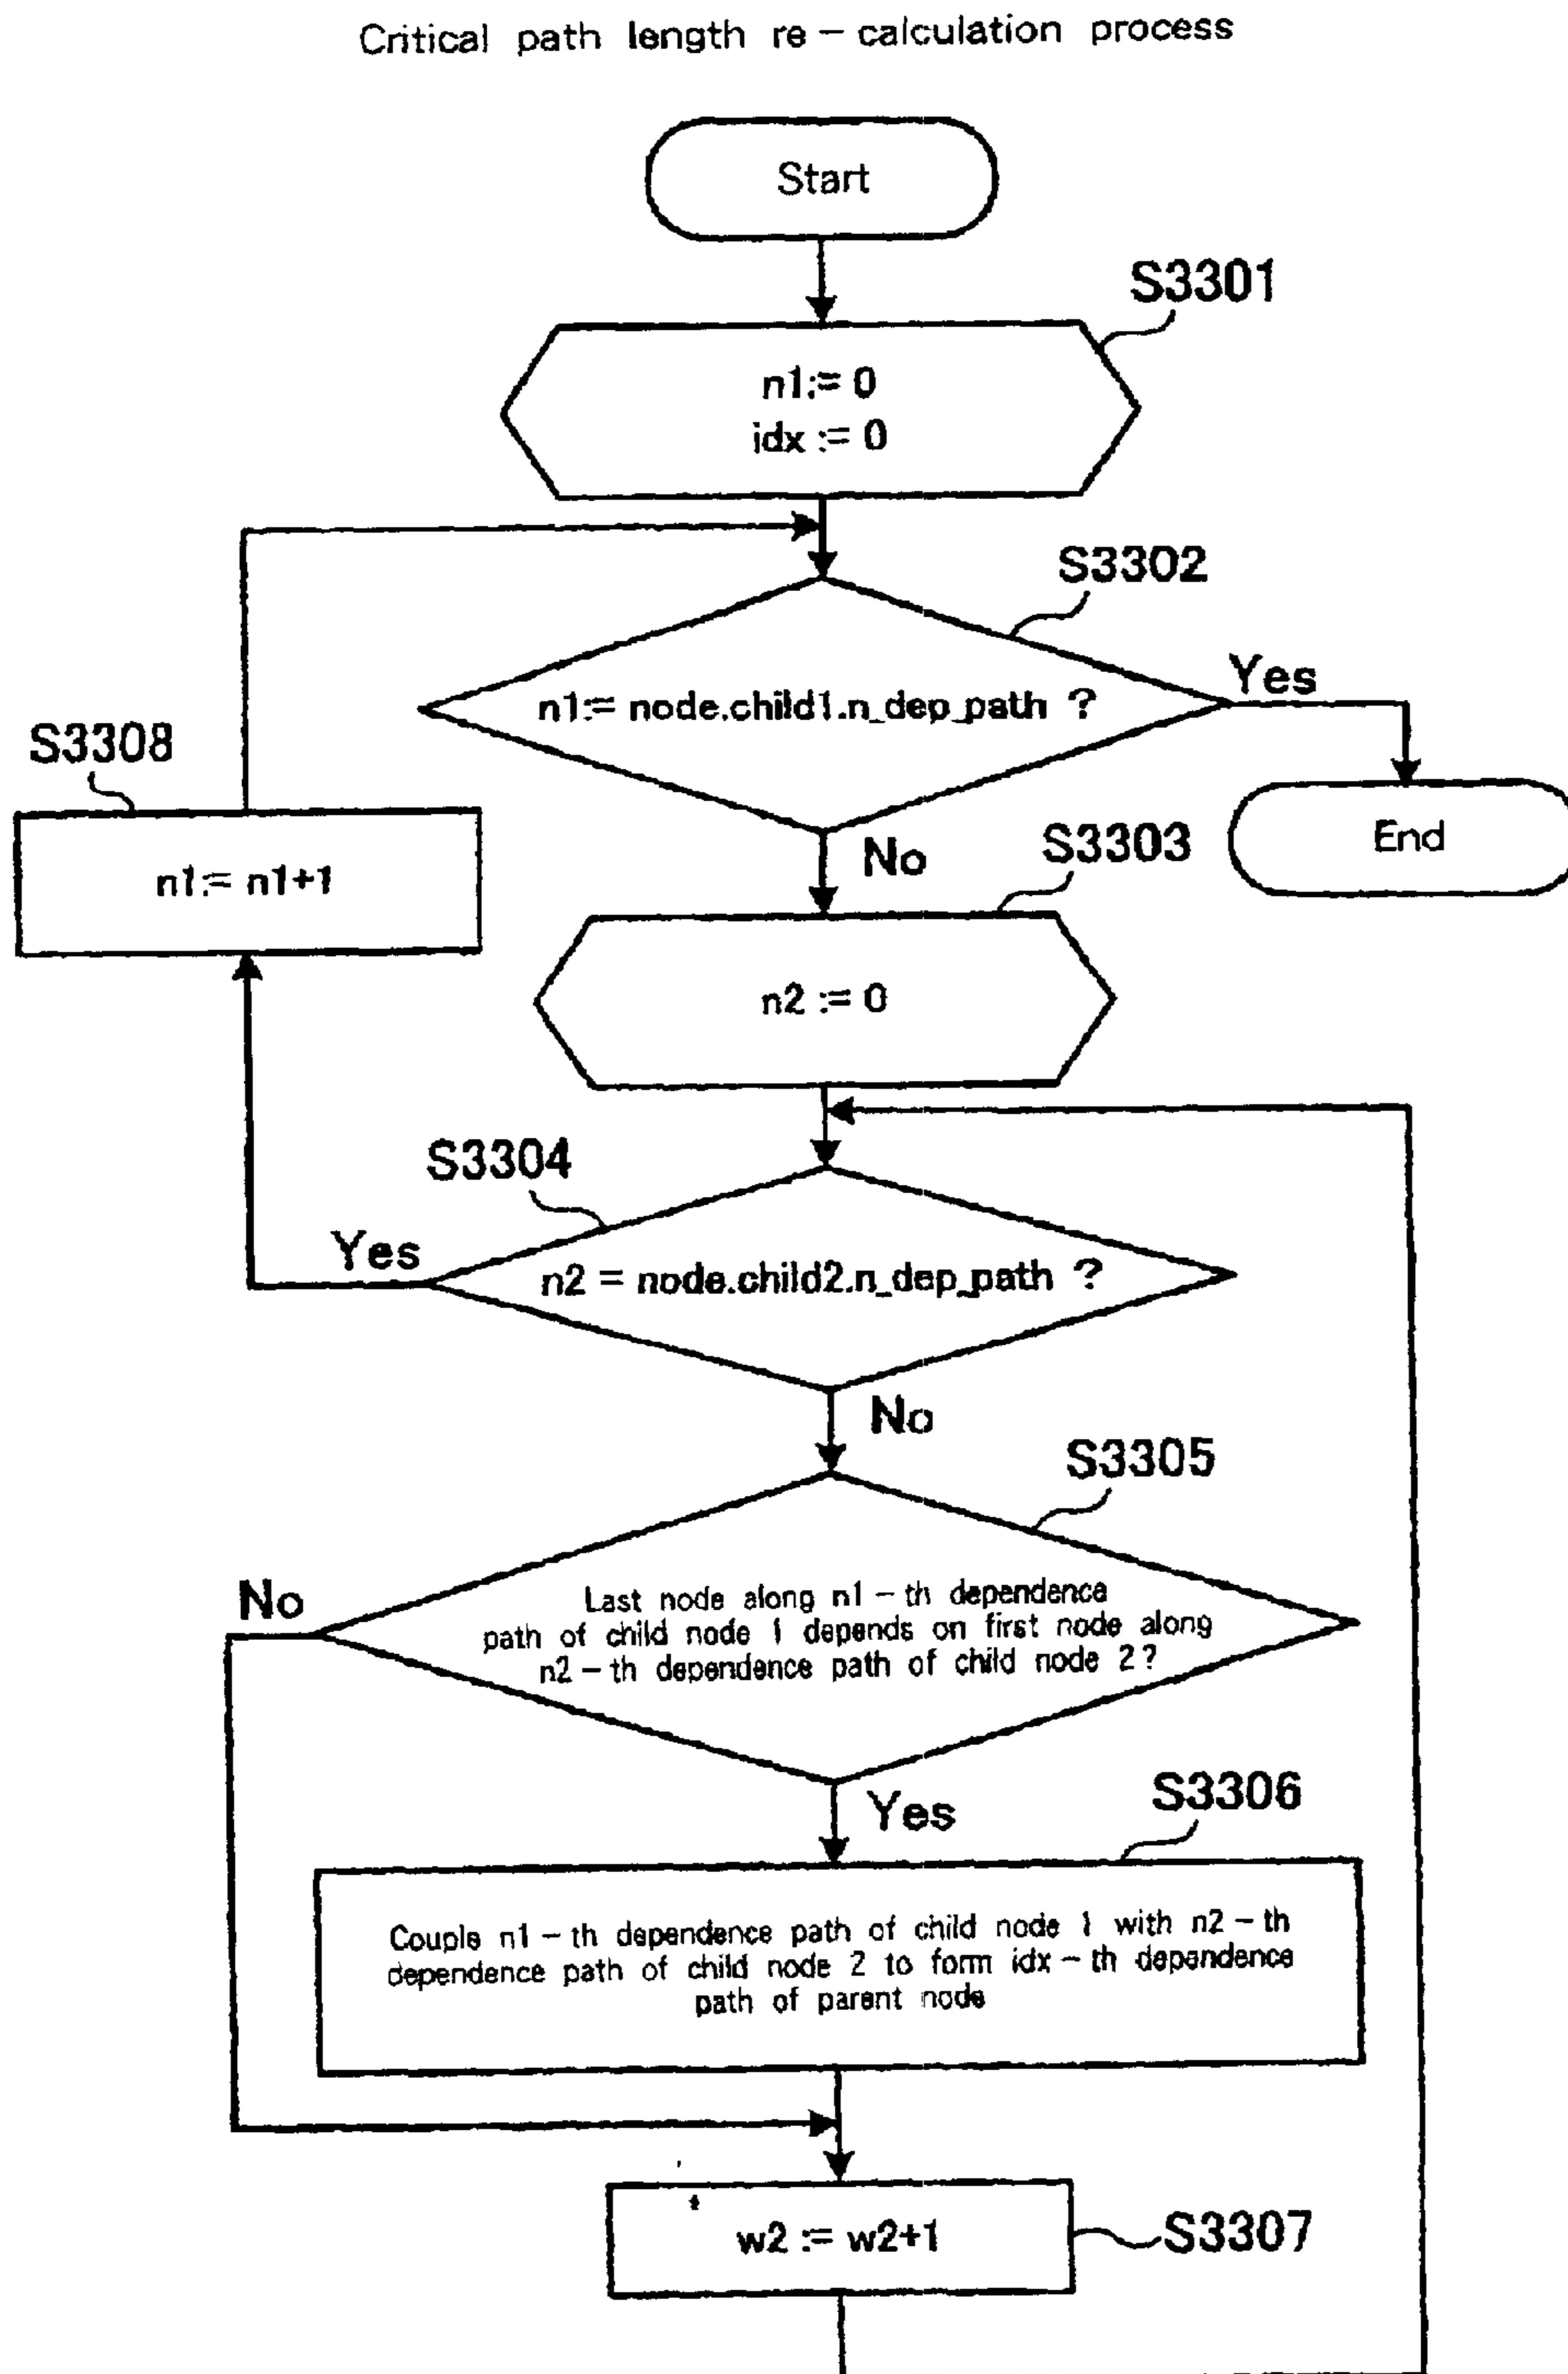 Critical path length re - calculation process
Start
S3301
n1:= 0
idx := 0
S3302
n1:= node.child1.n_dep_path ?
Yes
S3308
n1:= n1+1
End
No
S3303
n2 := 0
S3304
Yes
n2 = node.child2.n_dep_path ?
No
S3305
No
Last node along n1 - th dependence
path of child node 1 depends on first node along
n2 - th dependence path of child node 2?
Yes
S3306
Couple n1 - th dependence path of child node 1 with n2 - th
dependence path of child node 2 to form idx - th dependence
path of parent node
w2 := w2+1
S3307